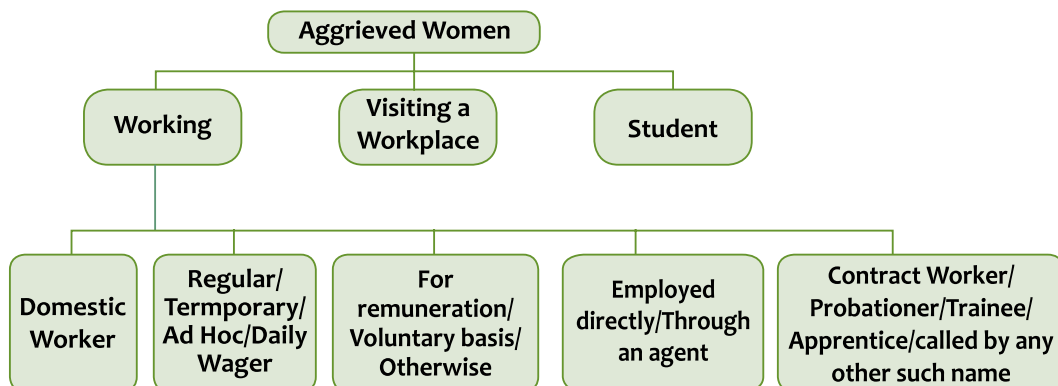 Aggrieved Women
Working
Visiting a
Workplace
Student
Domestic
Worker
Regular/
Termporary/
Ad Hoc/Daily
Wager
For
remuneration/
Voluntary basis/
Otherwise
Employed
directly/Through
an agent
Contract Worker/
Probationer/Trainee/
Apprentice/called by any
other such name